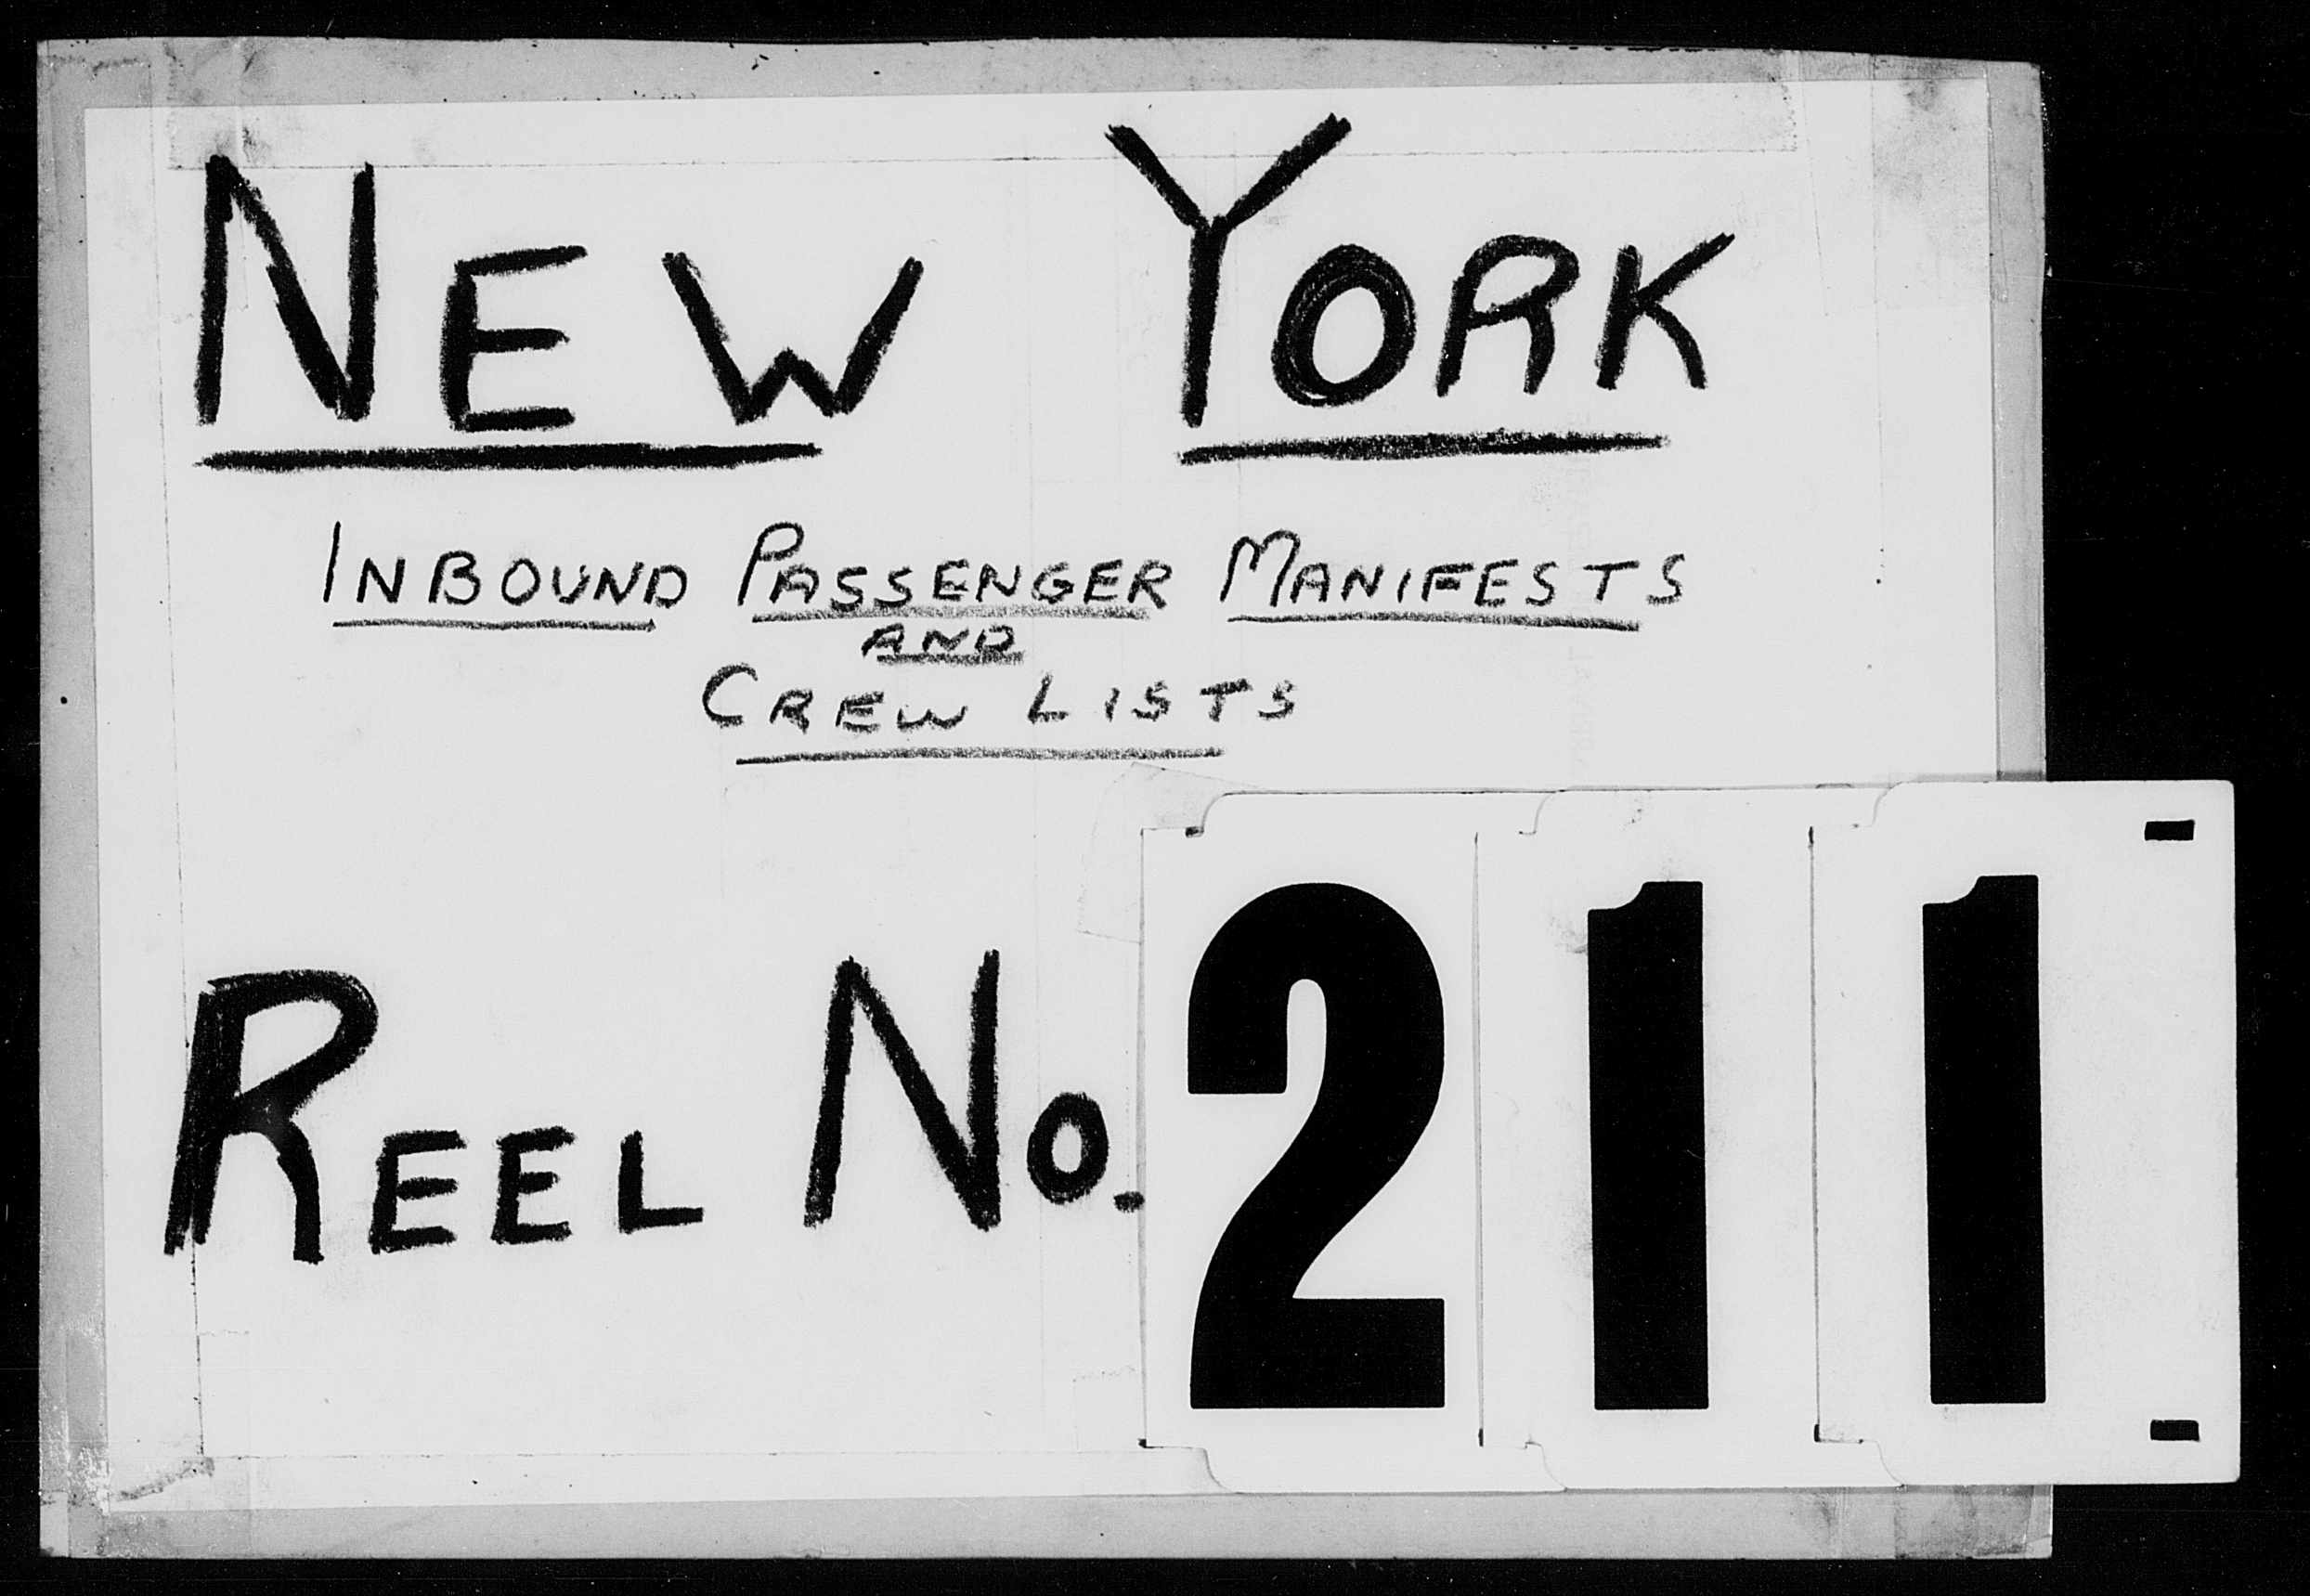 NEW YORK
INBOUND PASSENGER MANIFESTS
AND
CREW LISTS
REEL NO. 211